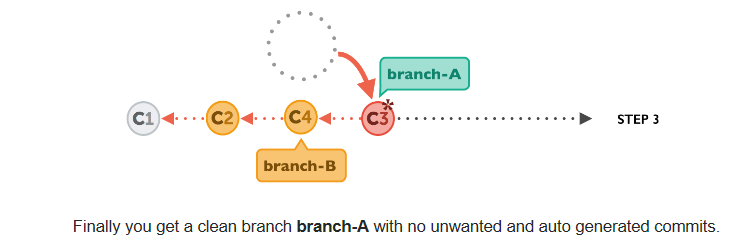 branch-A
C1 C2 C4 C3* STEP 3
branch-B
Finally you get a clean branch branch-A with no unwanted and auto generated commits.